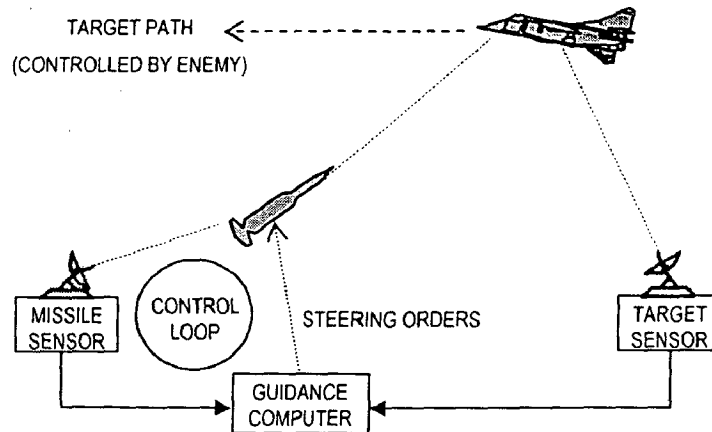 TARGET PATH
(CONTROLLED BY ENEMY)
MISSILE
SENSOR
CONTROL
LOOP
STEERING ORDERS
TARGET
SENSOR
GUIDANCE
COMPUTER